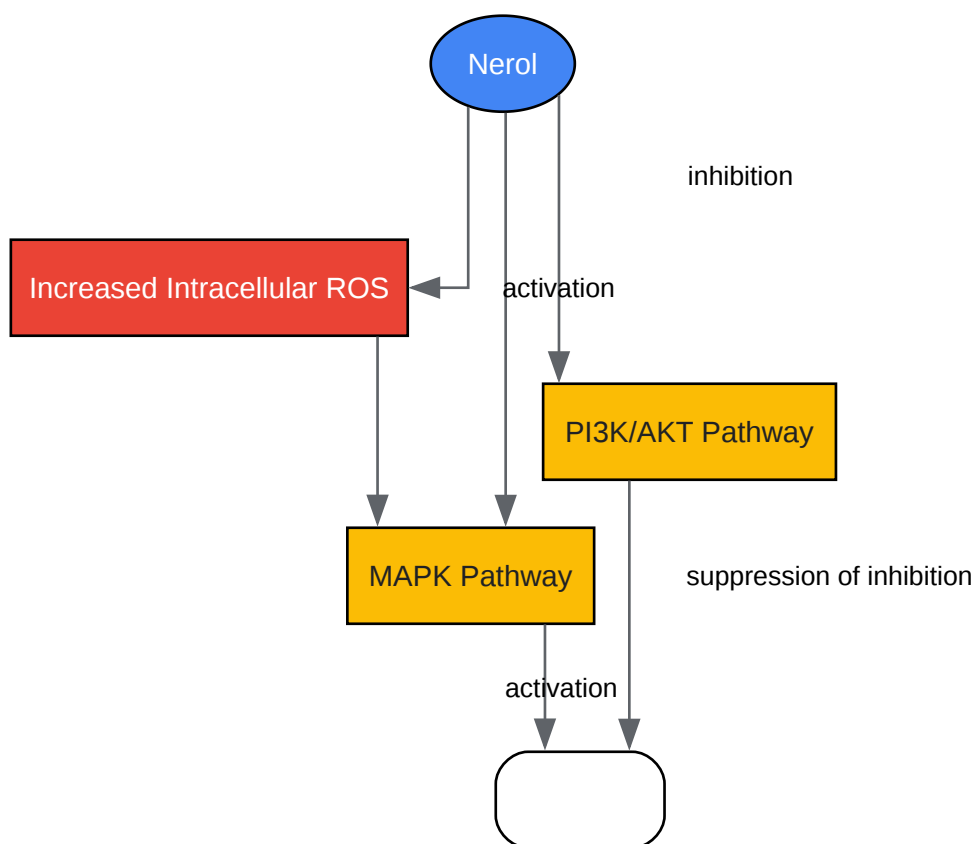 Nerol
inhibition
Increased Intracellular ROS
activation
PI3K/AKT Pathway
MAPK Pathway
suppression of inhibition
activation